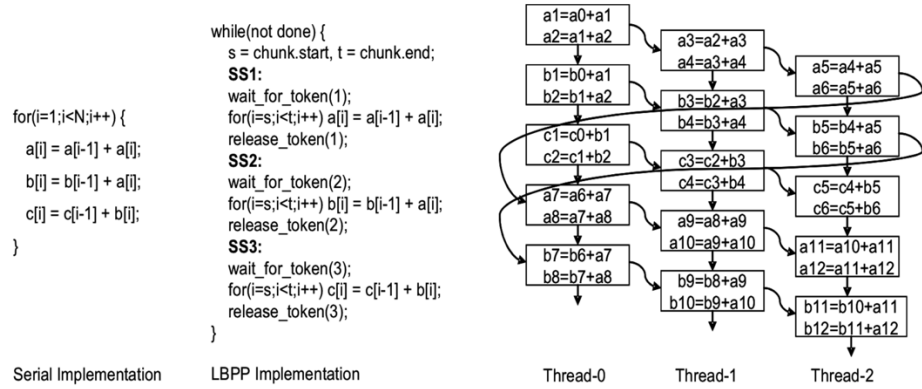 for(i=1;i<N;i++) {
a[i] = a[i-1] + a[i];
b[i] = b[i-1] + a[i];
c[i] = c[i-1] + b[i];
}
Serial Implementation
while(not done) {
s = chunk.start, t = chunk.end;
SS1:
wait_for_token(1);
for(i=s;i<t;i++) a[i] = a[i-1] + a[i];
release_token(1);
SS2:
wait_for_token(2);
for(i=s;i<t;i++) b[i] = b[i-1] + a[i];
release_token(2);
SS3:
wait_for_token(3);
for(i=s;i<t;i++) c[i] = c[i-1] + b[i];
release_token(3);
}
LBPP Implementation
a1=a0+a1
a2=a1+a2
b1=b0+a1
b2=b1+a2
c1=c0+b1
c2=c1+b2
a7=a6+a7
a8=a7+a8
b7=b6+a7
b8=b7+a8
Thread-0
a3=a2+a3
a4=a3+a4
b3=b2+a3
b4=b3+a4
c3=c2+b3
c4=c3+b4
a9=a8+a9
a10=a9+a10
b9=b8+a9
b10=b9+a10
Thread-1
a5=a4+a5
a6=a5+a6
b5=b4+a5
b6=b5+a6
c5=c4+b5
c6=c5+b6
a11=a10+a11
a12=a11+a12
b11=b10+a11
b12=b11+a12
Thread-2